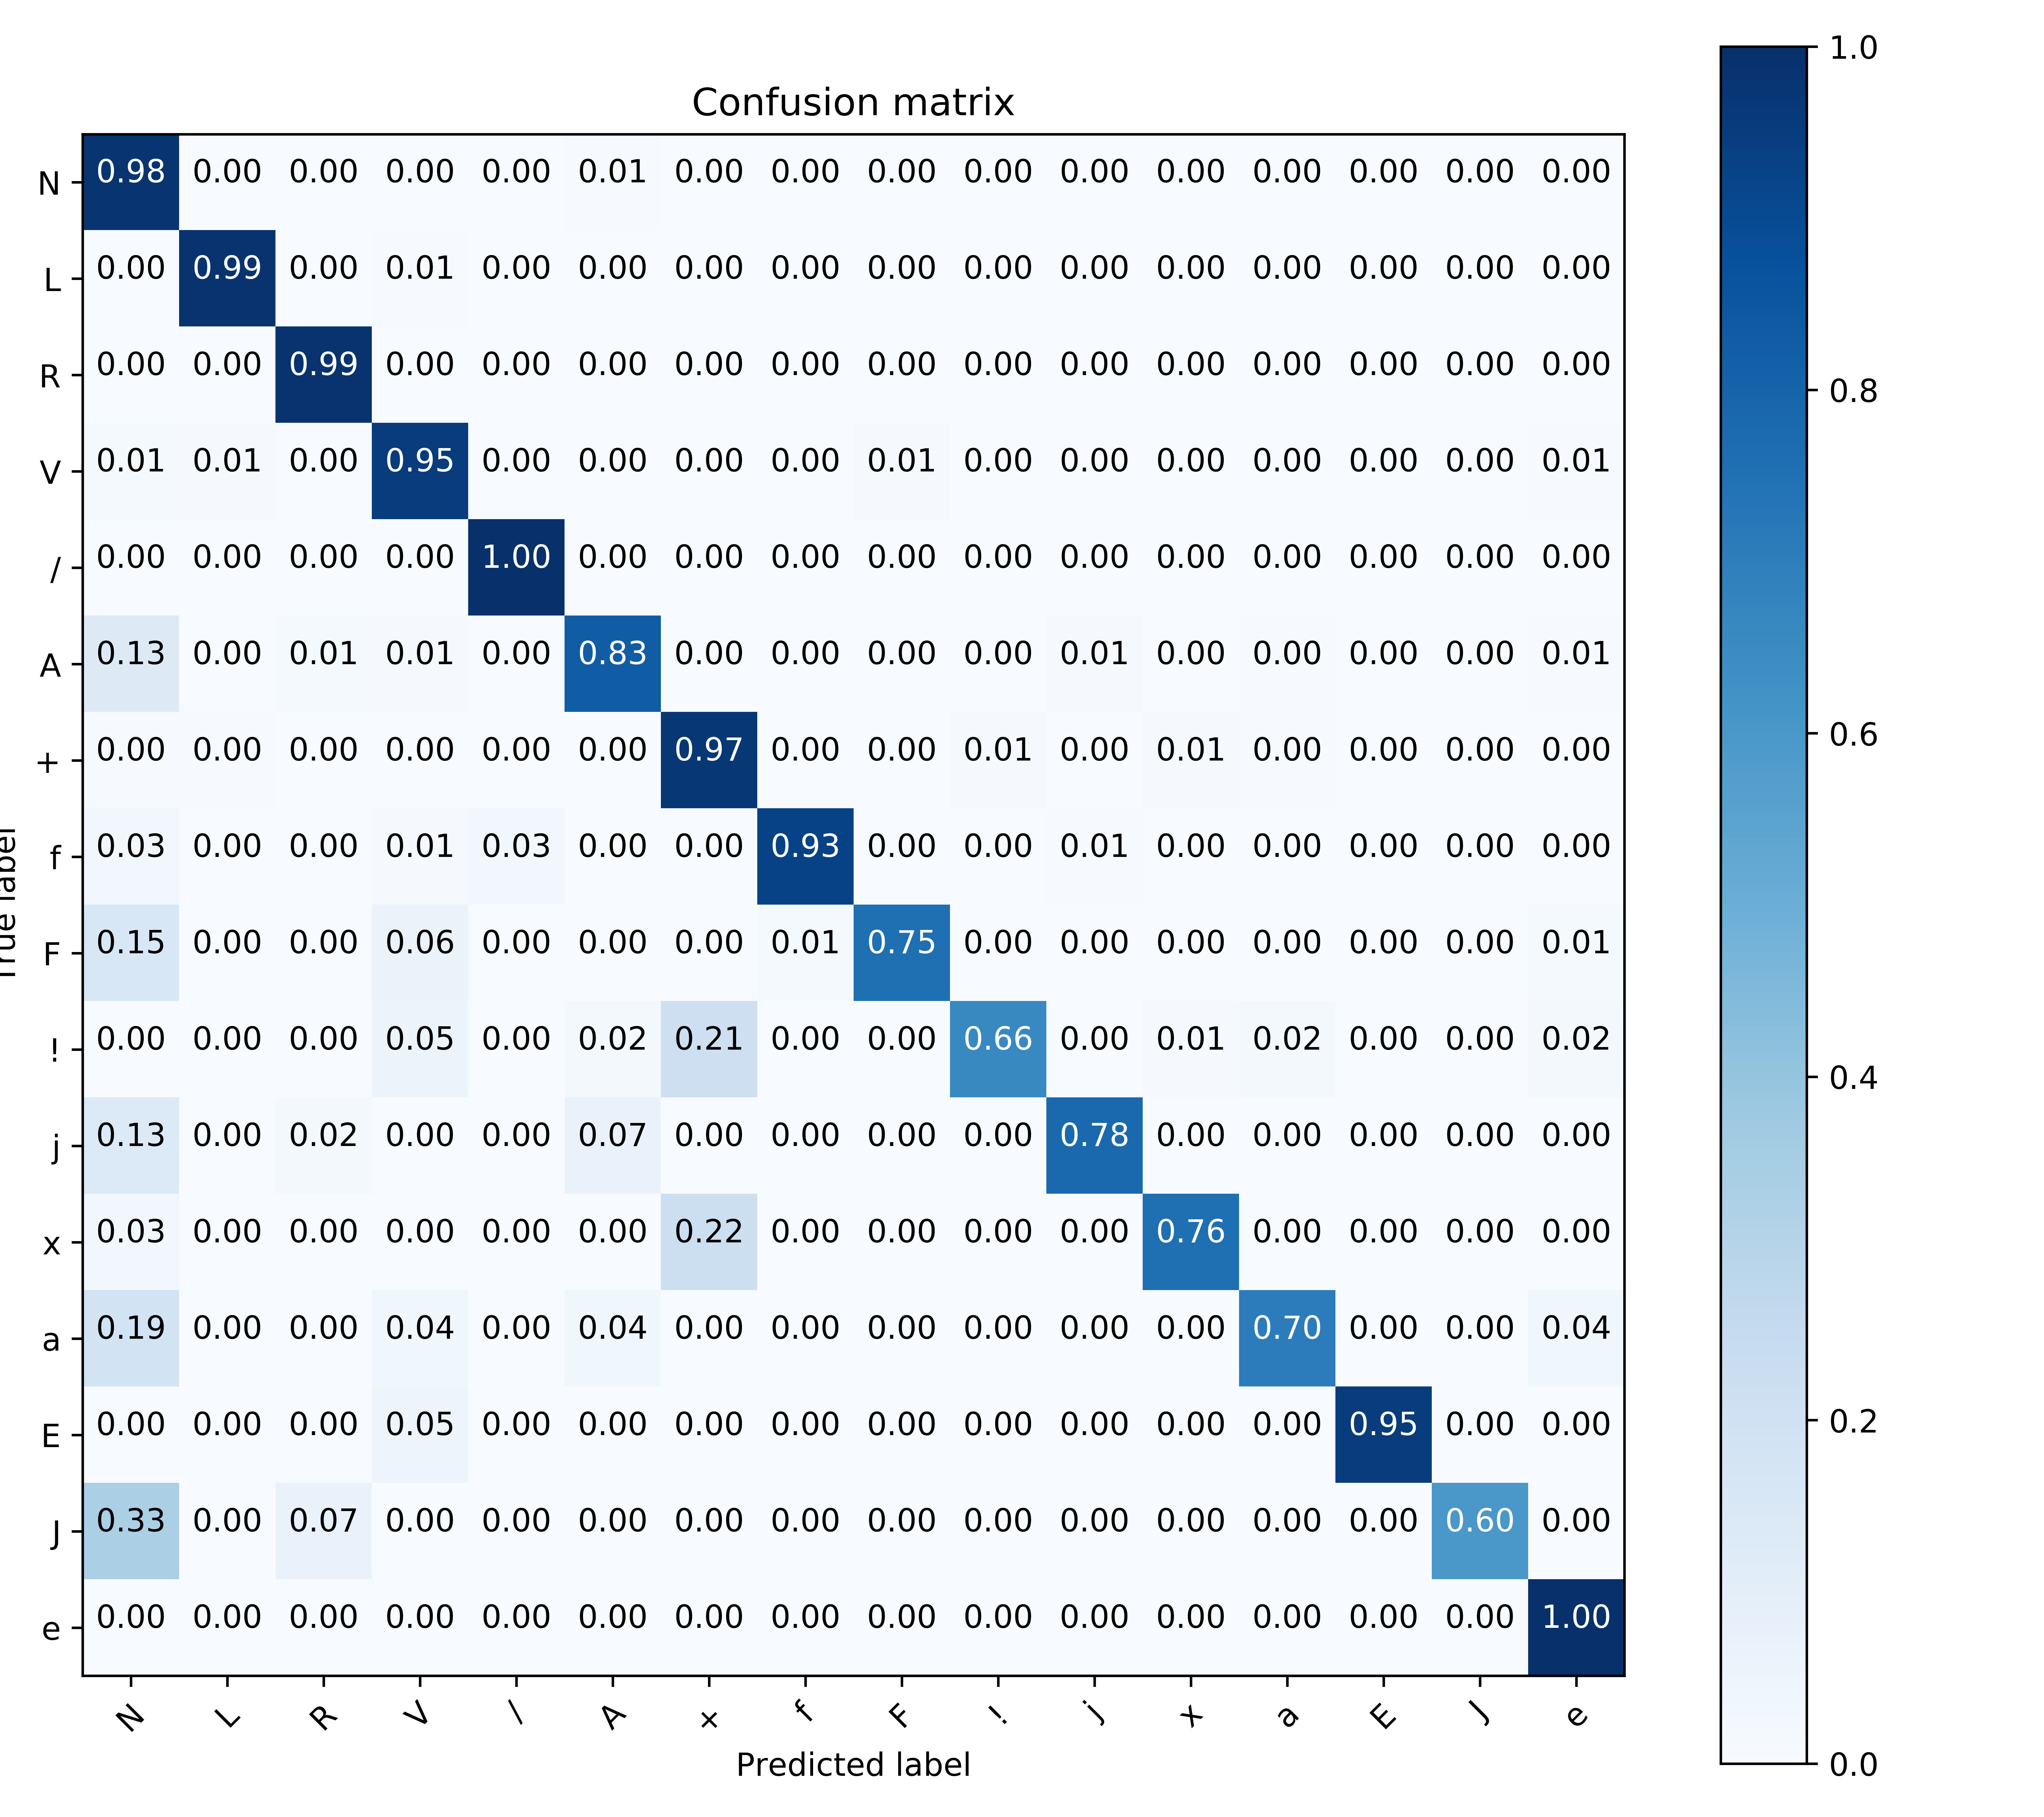 Confusion matrix
1.0
N 0.98 0.00 0.00 0.00 0.00 0.01 0.00 0.00 0.00 0.00 0.00 0.00 0.00 0.00 0.00 0.00
L 0.00 0.99 0.00 0.01 0.00 0.00 0.00 0.00 0.00 0.00 0.00 0.00 0.00 0.00 0.00 0.00
R 0.00 0.00 0.99 0.00 0.00 0.00 0.00 0.00 0.00 0.00 0.00 0.00 0.00 0.00 0.00 0.00
0.8
V 0.01 0.01 0.00 0.95 0.00 0.00 0.00 0.00 0.01 0.00 0.00 0.00 0.00 0.00 0.00 0.01
/ 0.00 0.00 0.00 0.00 1.00 0.00 0.00 0.00 0.00 0.00 0.00 0.00 0.00 0.00 0.00 0.00
A 0.13 0.00 0.01 0.01 0.00 0.83 0.00 0.00 0.00 0.00 0.01 0.00 0.00 0.00 0.00 0.01
+ 0.00 0.00 0.00 0.00 0.00 0.00 0.97 0.00 0.00 0.01 0.00 0.01 0.00 0.00 0.00 0.00
0.6
f 0.03 0.00 0.00 0.01 0.03 0.00 0.00 0.93 0.00 0.00 0.01 0.00 0.00 0.00 0.00 0.00
True label
F 0.15 0.00 0.00 0.06 0.00 0.00 0.00 0.01 0.75 0.00 0.00 0.00 0.00 0.00 0.00 0.01
! 0.00 0.00 0.00 0.05 0.00 0.02 0.21 0.00 0.00 0.66 0.00 0.01 0.02 0.00 0.00 0.02
0.4
j 0.13 0.00 0.02 0.00 0.00 0.07 0.00 0.00 0.00 0.00 0.78 0.00 0.00 0.00 0.00 0.00
x 0.03 0.00 0.00 0.00 0.00 0.00 0.22 0.00 0.00 0.00 0.00 0.76 0.00 0.00 0.00 0.00
a 0.19 0.00 0.00 0.04 0.00 0.04 0.00 0.00 0.00 0.00 0.00 0.00 0.70 0.00 0.00 0.04
E 0.00 0.00 0.00 0.05 0.00 0.00 0.00 0.00 0.00 0.00 0.00 0.00 0.00 0.95 0.00 0.00
0.2
J 0.33 0.00 0.07 0.00 0.00 0.00 0.00 0.00 0.00 0.00 0.00 0.00 0.00 0.00 0.60 0.00
e 0.00 0.00 0.00 0.00 0.00 0.00 0.00 0.00 0.00 0.00 0.00 0.00 0.00 0.00 0.00 1.00
N L R V / A + f F ! j x a E J e
Predicted label
0.0